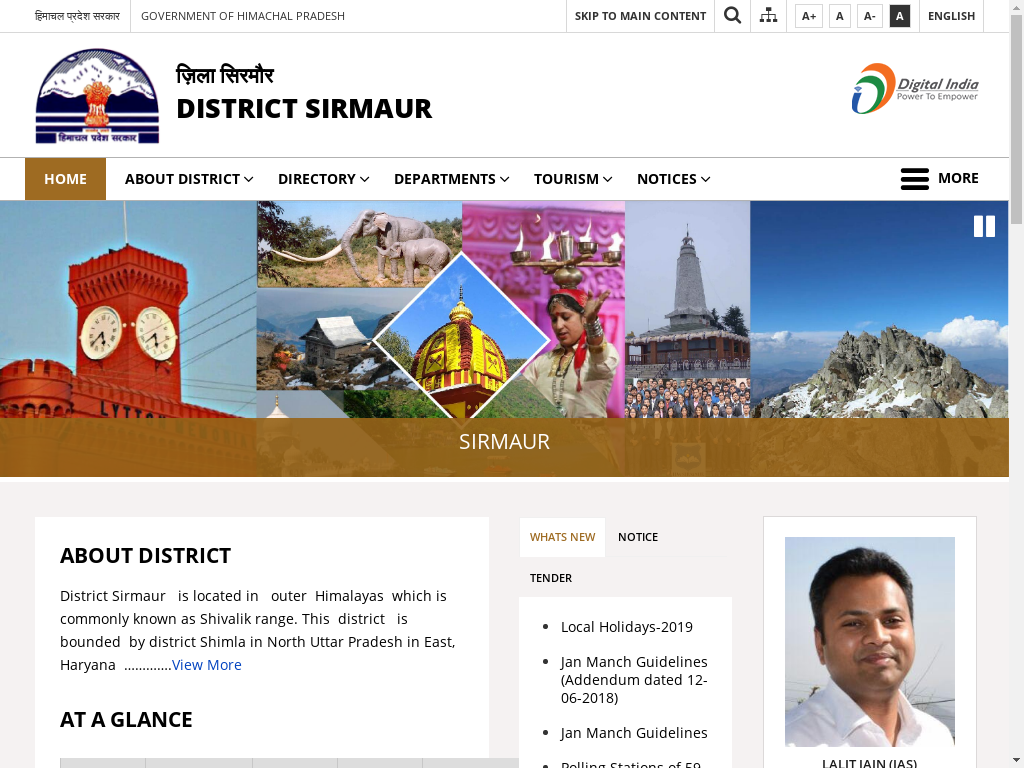 हिमाचल प्रदेश सरकार
GOVERNMENT OF HIMACHAL PRADESH
SKIP TO MAIN CONTENT
A+
A
A-
A
ENGLISH
हिमाचल प्रदेश सरकार
ज़िला सिरमौर
DISTRICT SIRMAUR
Digital India
Power To Empower
HOME
ABOUT DISTRICT
DIRECTORY
DEPARTMENTS
TOURISM
NOTICES
MORE
LYTTON
SIRMAUR
ABOUT DISTRICT
District Sirmaur is located in outer Himalayas which is
commonly known as Shivalik range. This district is
bounded by district Shimla in North Uttar Pradesh in East,
Haryana ………….View More
AT A GLANCE
WHATS NEW
NOTICE
TENDER
Local Holidays-2019
Jan Manch Guidelines
(Addendum dated 12-
06-2018)
Jan Manch Guidelines
Polling Stations of 59
LALIT JAIN (IAS)